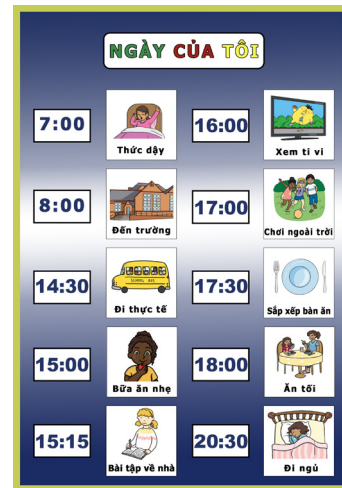 NGÀY CỦA TÔI
7:00
Thức dậy
8:00
Đến trường
14:30
SCHOOL BUS
Đi thực tế
15:00
Bữa ăn nhẹ
15:15
Bài tập về nhà
16:00
Xem ti vi
17:00
Chơi ngoài trời
17:30
Sắp xếp bàn ăn
18:00
Ăn tối
20:30
Đi ngủ